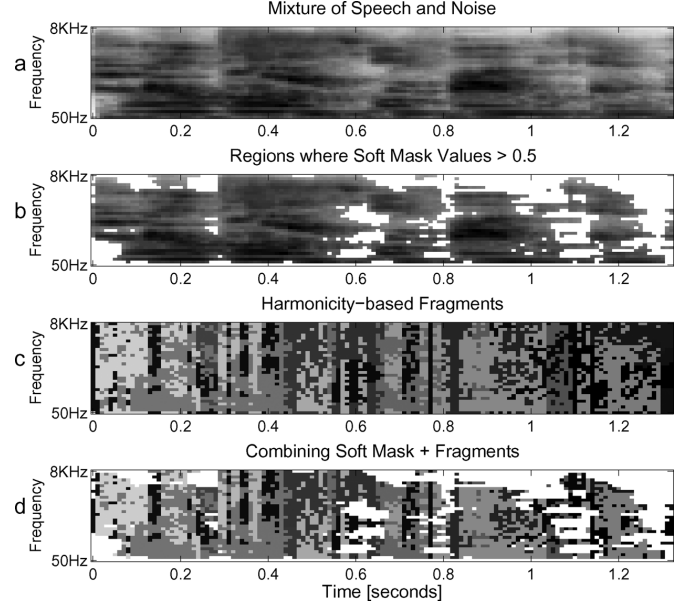 Mixture of Speech and Noise
8KHz
a
Frequency
50Hz
0 0.2 0.4 0.6 0.8 1 1.2
Regions where Soft Mask Values > 0.5
8KHz
b
Frequency
50Hz
0 0.2 0.4 0.6 0.8 1 1.2
Harmonicity−based Fragments
8KHz
c
Frequency
50Hz
0 0.2 0.4 0.6 0.8 1 1.2
Combining Soft Mask + Fragments
8KHz
d
Frequency
50Hz
0 0.2 0.4 0.6 0.8 1 1.2
Time [seconds]